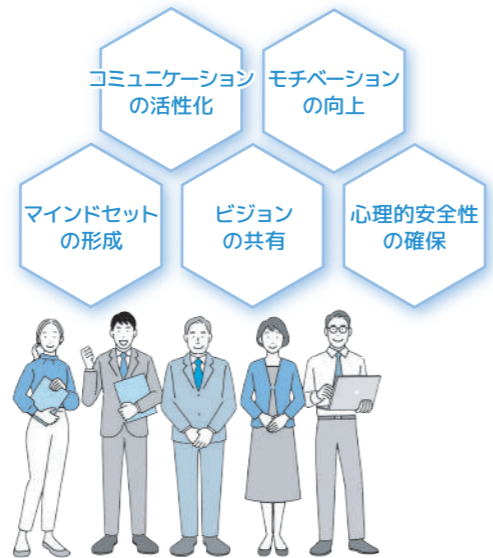 コミュニケーション
の活性化
モチベーション
の向上
マインドセット
の形成
ビジョン
の共有
心理的安全性
の確保